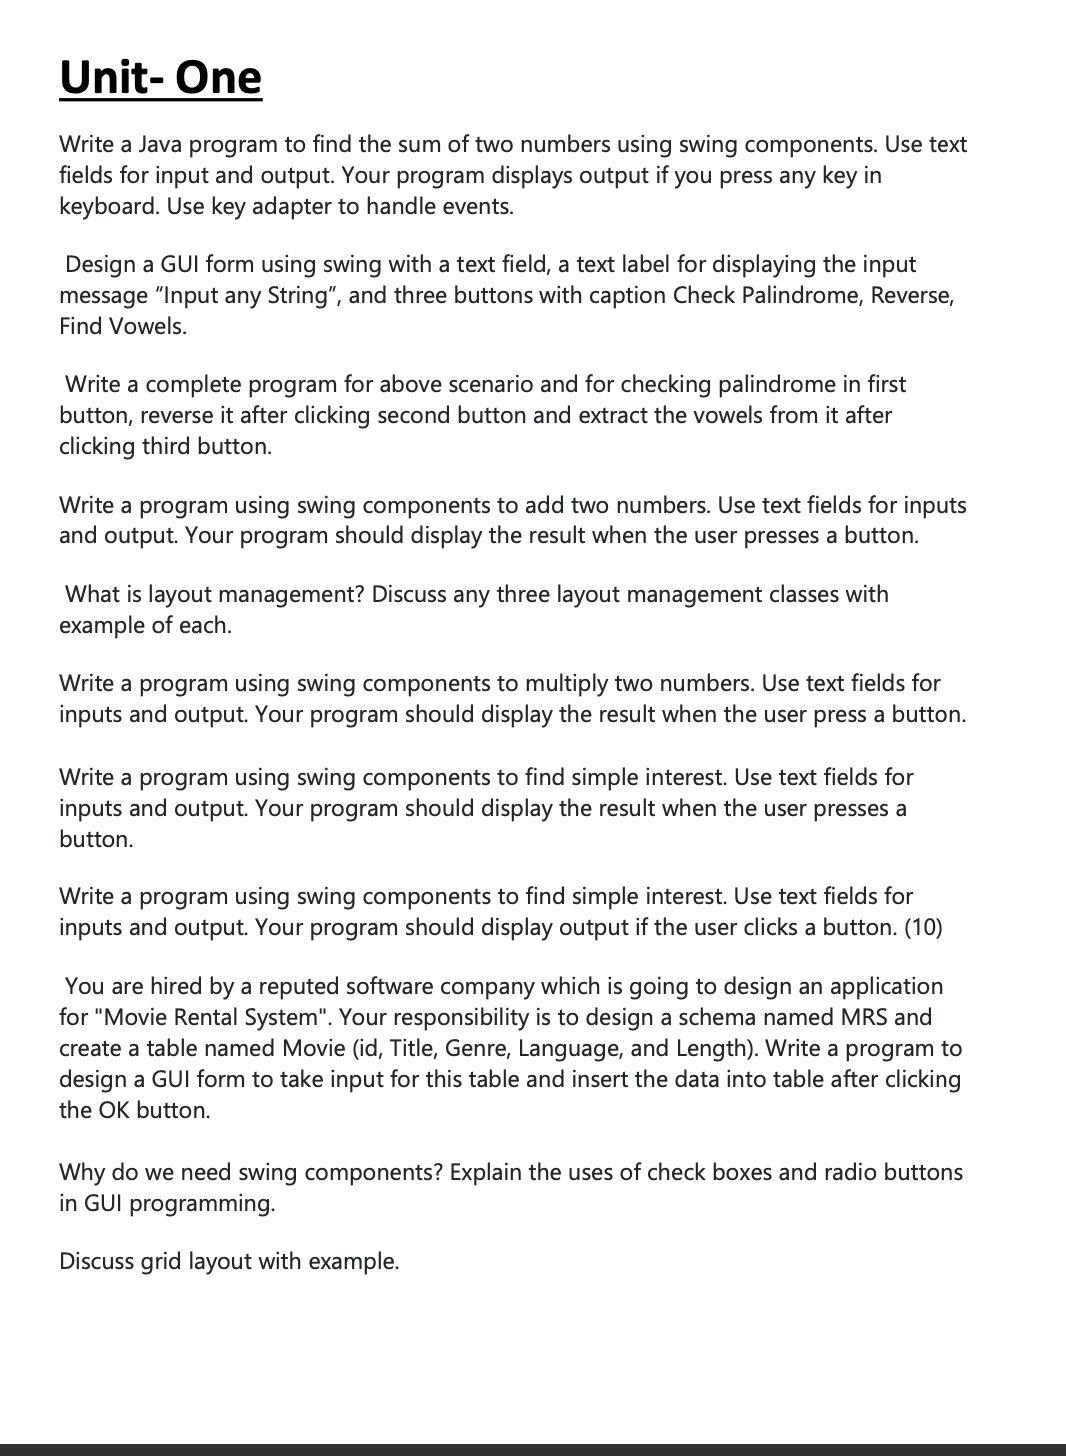 Unit- One
Write a Java program to find the sum of two numbers using swing components. Use text
fields for input and output. Your program displays output if you press any key in
keyboard. Use key adapter to handle events.
Design a GUI form using swing with a text field, a text label for displaying the input
message “Input any String”, and three buttons with caption Check Palindrome, Reverse,
Find Vowels.
Write a complete program for above scenario and for checking palindrome in first
button, reverse it after clicking second button and extract the vowels from it after
clicking third button.
Write a program using swing components to add two numbers. Use text fields for inputs
and output. Your program should display the result when the user presses a button.
What is layout management? Discuss any three layout management classes with
example of each.
Write a program using swing components to multiply two numbers. Use text fields for
inputs and output. Your program should display the result when the user press a button.
Write a program using swing components to find simple interest. Use text fields for
inputs and output. Your program should display the result when the user presses a
button.
Write a program using swing components to find simple interest. Use text fields for
inputs and output. Your program should display output if the user clicks a button. (10)
You are hired by a reputed software company which is going to design an application
for "Movie Rental System". Your responsibility is to design a schema named MRS and
create a table named Movie (id, Title, Genre, Language, and Length). Write a program to
design a GUI form to take input for this table and insert the data into table after clicking
the OK button.
Why do we need swing components? Explain the uses of check boxes and radio buttons
in GUI programming.
Discuss grid layout with example.